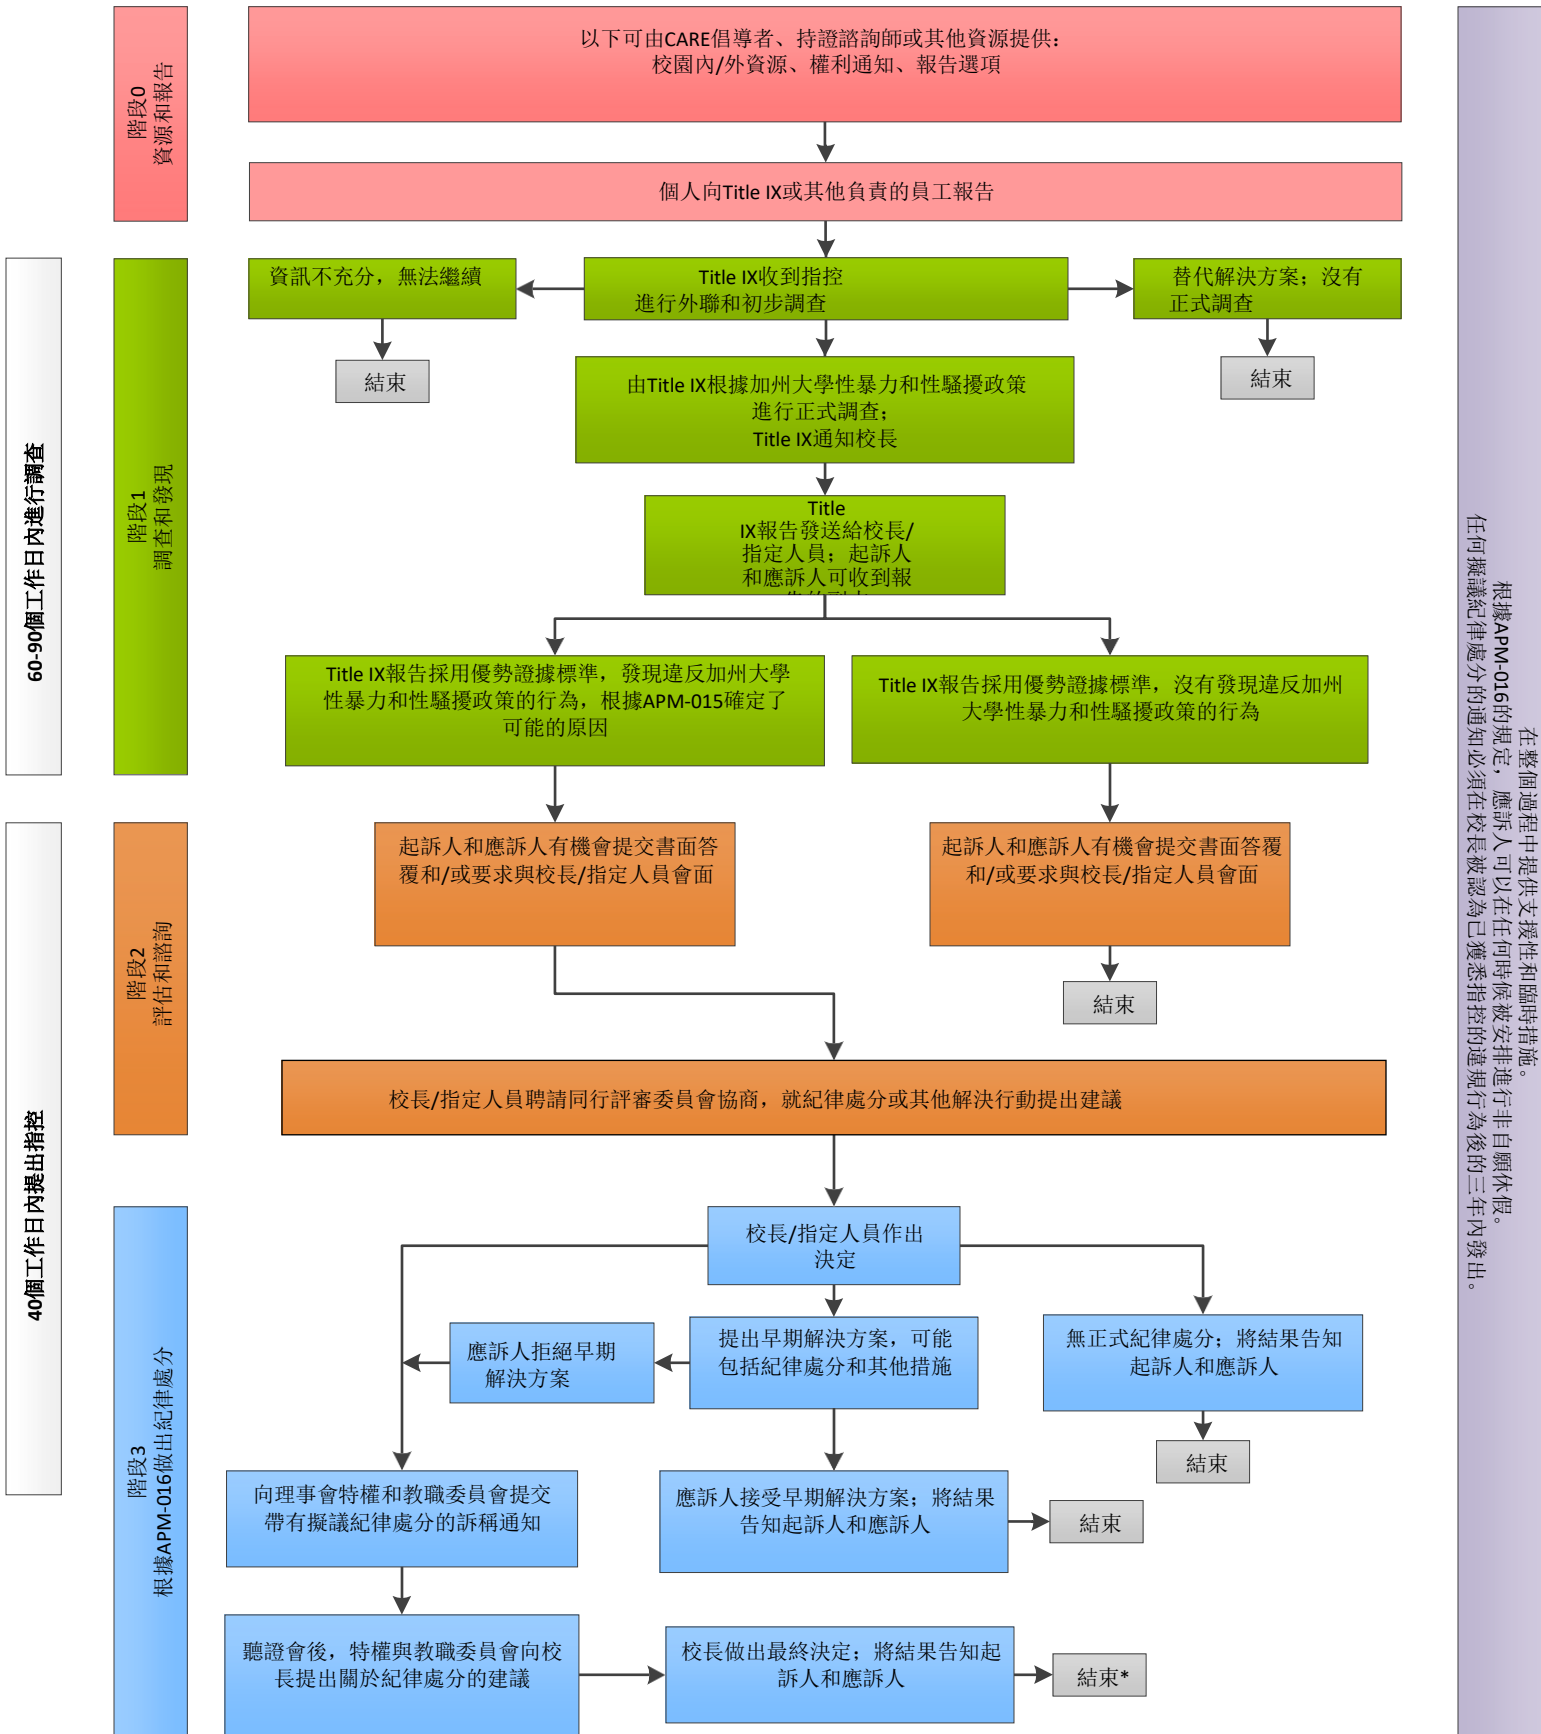 階段0
資源和報告
以下可由CARE倡導者、持證諮詢師或其他資源提供：
校園內/外資源、權利通知、報告選項
個人向Title IX或其他負責的員工報告
60-90個工作日內進行調查
階段1
調查和發現
資訊不充分，無法繼續
Title IX收到指控
進行外聯和初步調查
替代解決方案；沒有
正式調查
結束
結束
由Title IX根據加州大學性暴力和性騷擾政策
進行正式調查；
Title IX通知校長
Title
IX報告發送給校長/
指定人員；起訴人
和應訴人可收到報
Title IX報告採用優勢證據標準，發現違反加州大學
性暴力和性騷擾政策的行為，根據APM-015確定了
可能的原因
Title IX報告採用優勢證據標準，沒有發現違反加州
大學性暴力和性騷擾政策的行為
40個工作日內提出指控
階段2
評估和諮詢
起訴人和應訴人有機會提交書面答
覆和/或要求與校長/指定人員會面
起訴人和應訴人有機會提交書面答覆
和/或要求與校長/指定人員會面
結束
校長/指定人員聘請同行評審委員會協商，就紀律處分或其他解決行動提出建議
階段3
根據APM-016做出紀律處分
校長/指定人員作出
決定
應訴人拒絕早期
解決方案
提出早期解決方案，可能
包括紀律處分和其他措施
無正式紀律處分；將結果告知
起訴人和應訴人
結束
向理事會特權和教職委員會提交
帶有擬議紀律處分的訴稱通知
應訴人接受早期解決方案；將結果
告知起訴人和應訴人
結束
聽證會後，特權與教職委員會向校
長提出關於紀律處分的建議
校長做出最終決定；將結果告知起
訴人和應訴人
結束*
在整個過程中提供支援性和臨時措施。
根據APM-016的規定，應訴人可以在任何時候被安排進行非自願休假。
任何擬議紀律處分的通知必須在校長被認為已獲悉指控的違規行為後的三年內發出。